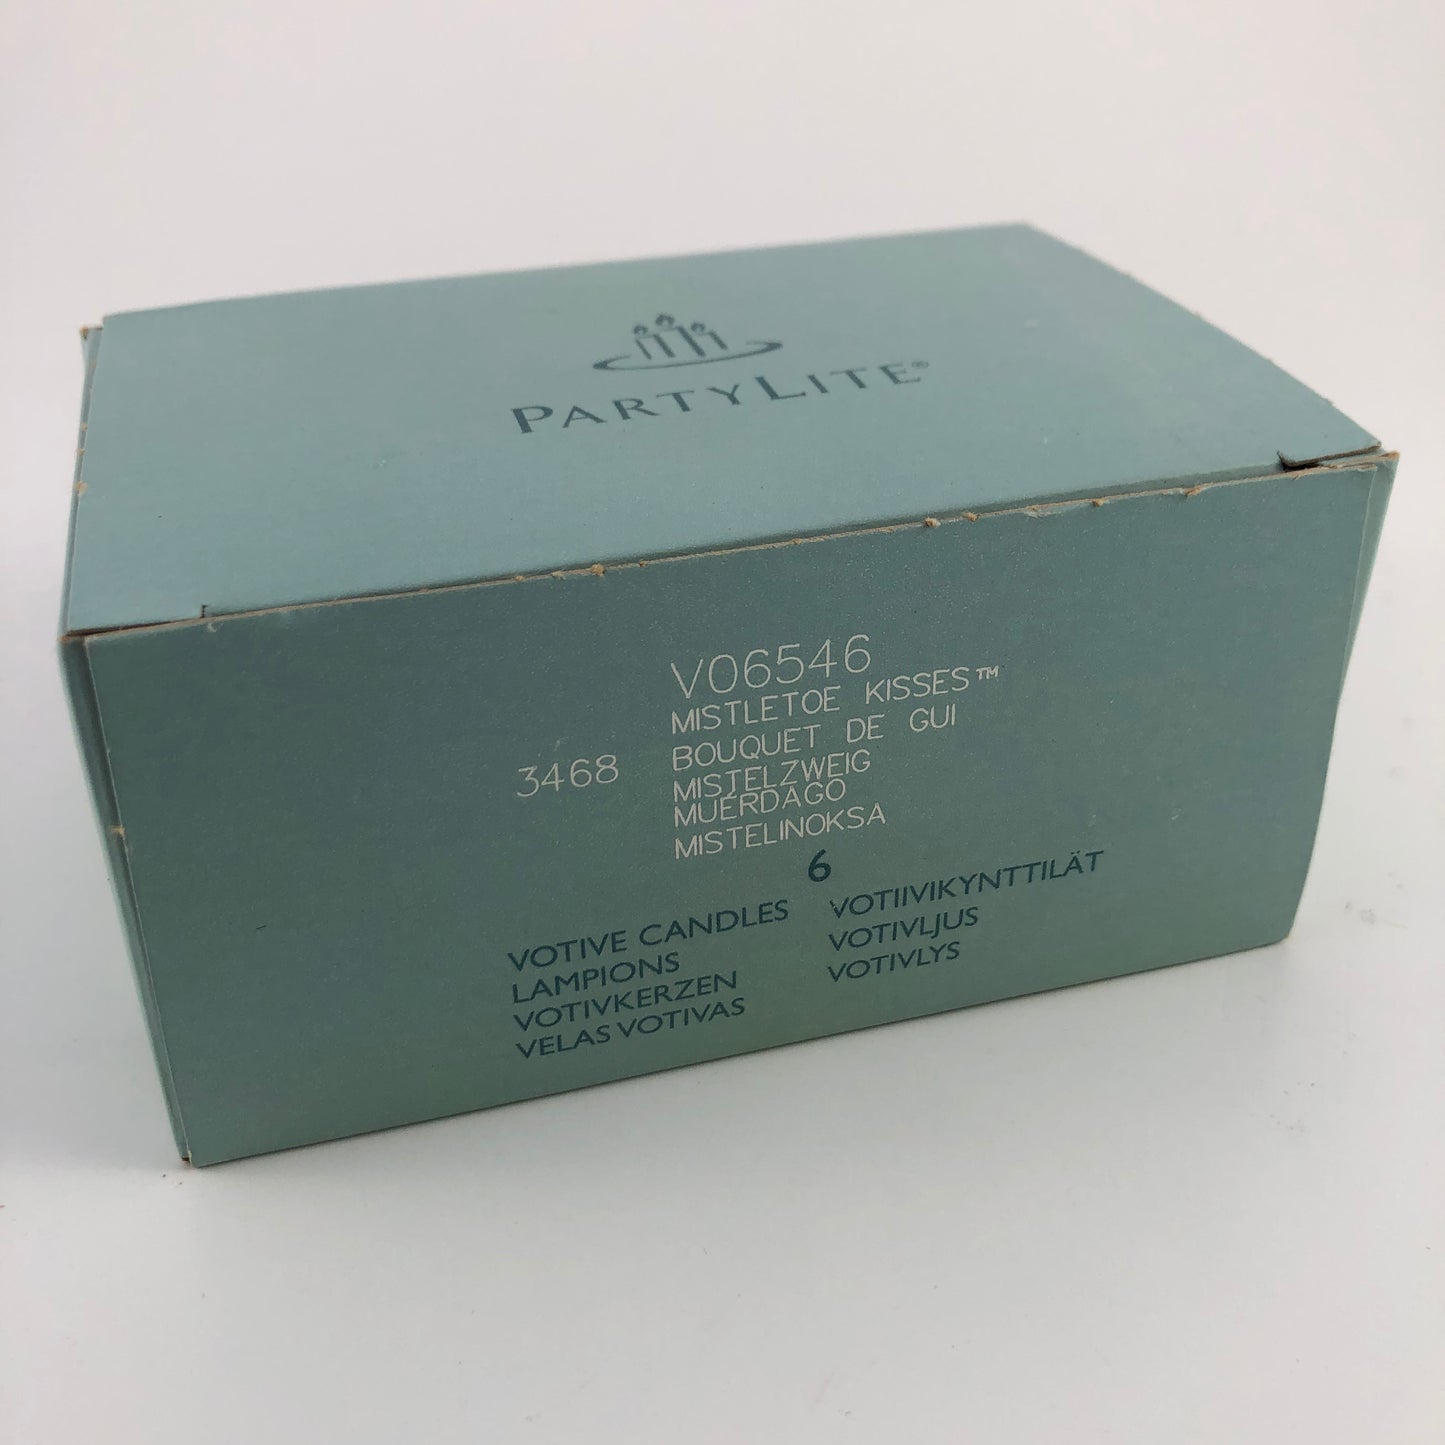 PARTYLITE®
V06546
MISTLETOE KISSES™
BOUQUET DE GUI
3468
MISTELZWEIG
MUÉRDAGO
MISTELINOKSA
6
VOTIVE CANDLES
LAMPIONS
VOTIVKERZEN
VELAS VOTIVAS
VOTIIVIKYNTTILÄT
VOTIVLJUS
VOTIVLYS